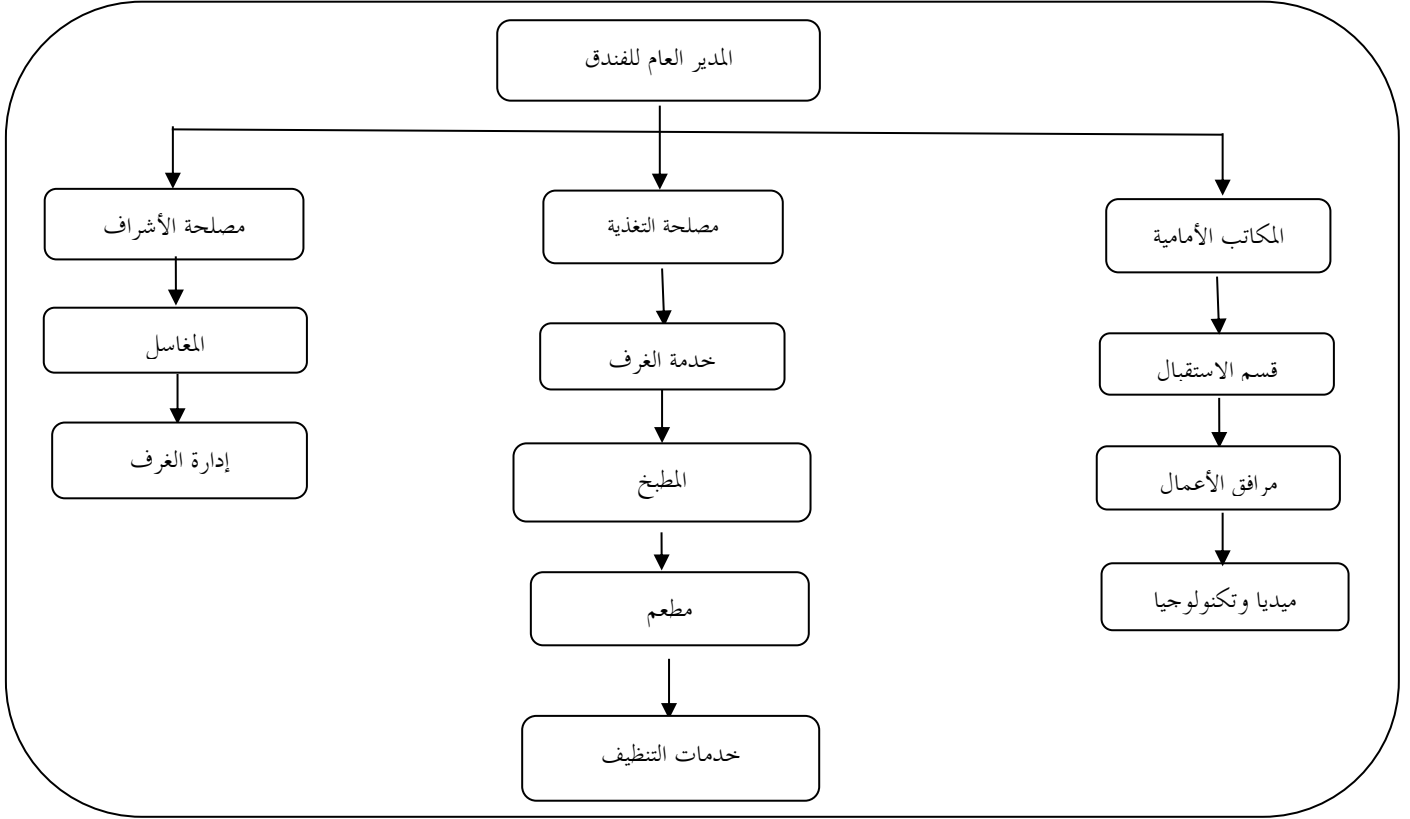 المدير العام للفندق
المكاتب الأمامية
مصلحة التغذية
مصلحة الأشراف
قسم الاستقبال
خدمة الغرف
المغاسل
مرافق الأعمال
المطبخ
إدارة الغرف
ميديا وتكنولوجيا
مطعم
خدمات التنظيف